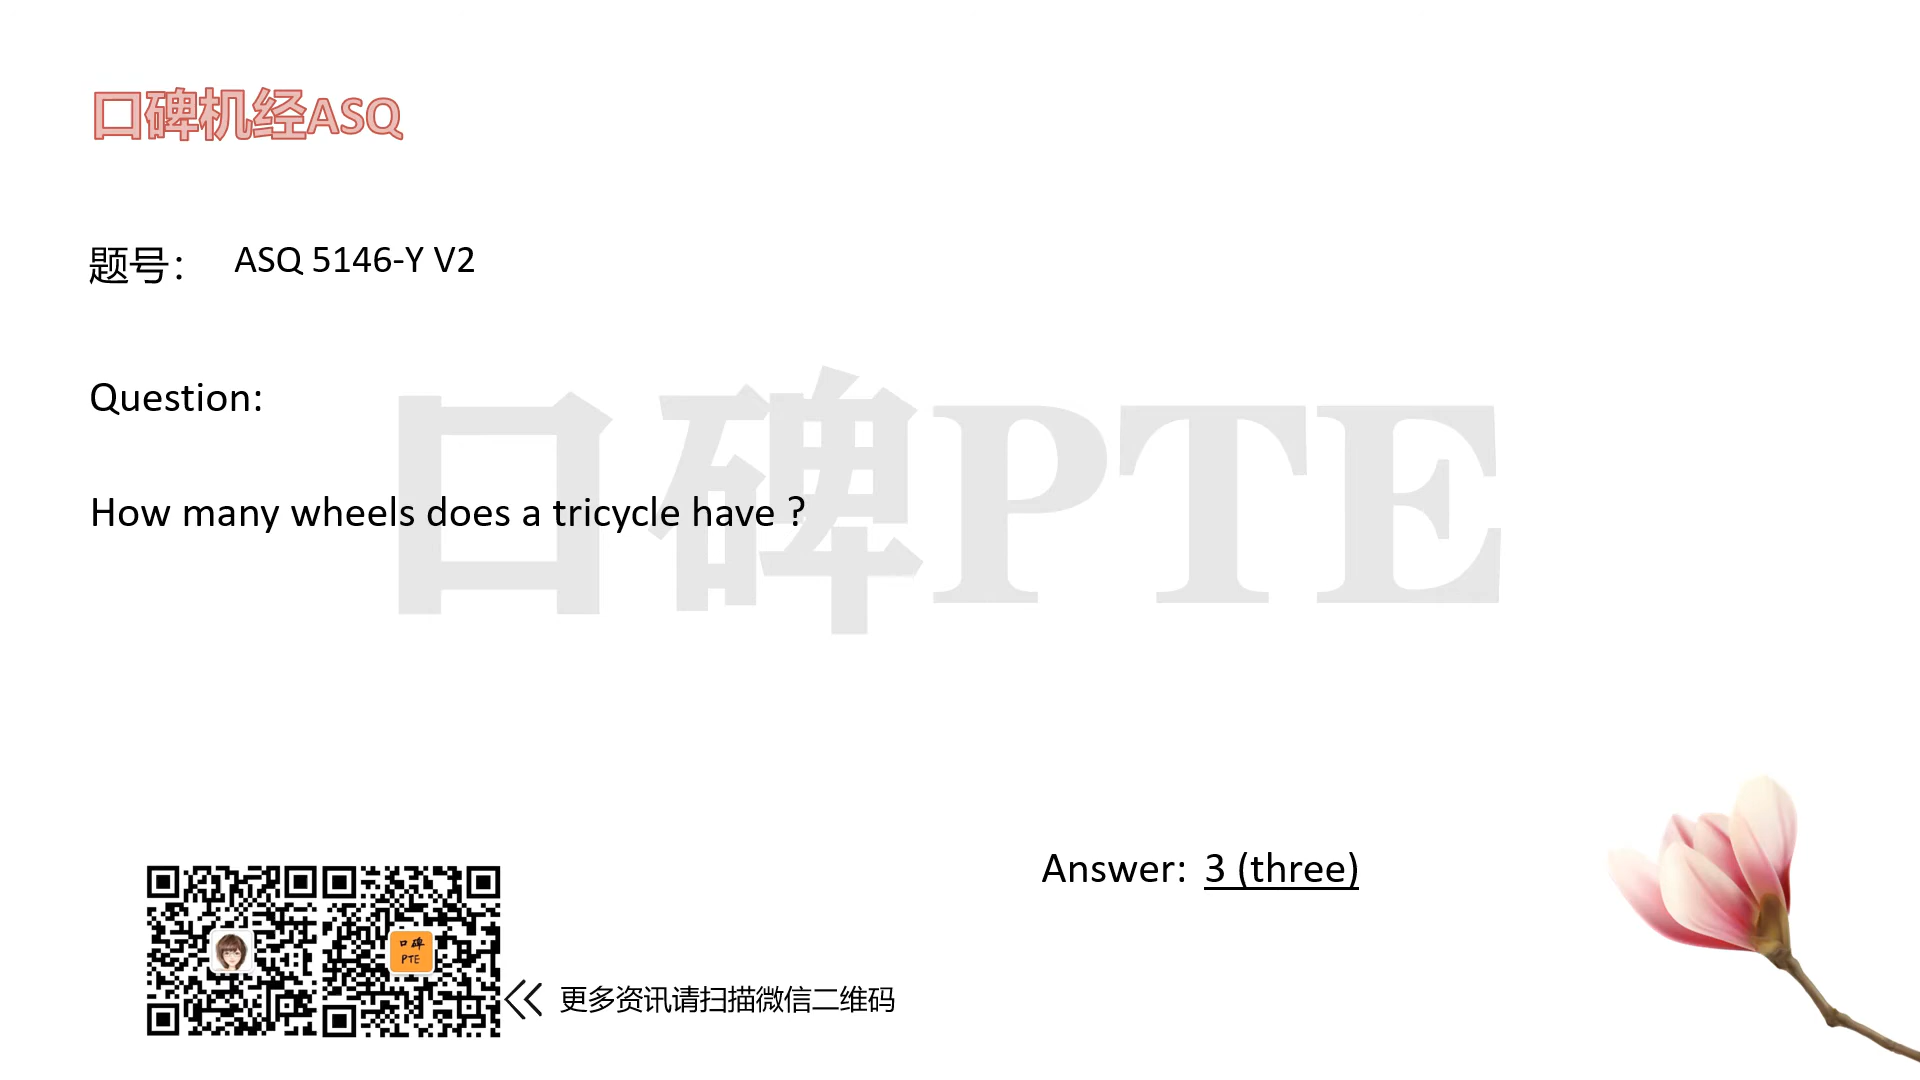 口碑机经ASQ
题号： ASQ 5146-Y V2
Question:
口碑PTE
How many wheels does a tricycle have ?
Answer: 3 (three)
口碑
PTE
更多资讯请扫描微信二维码